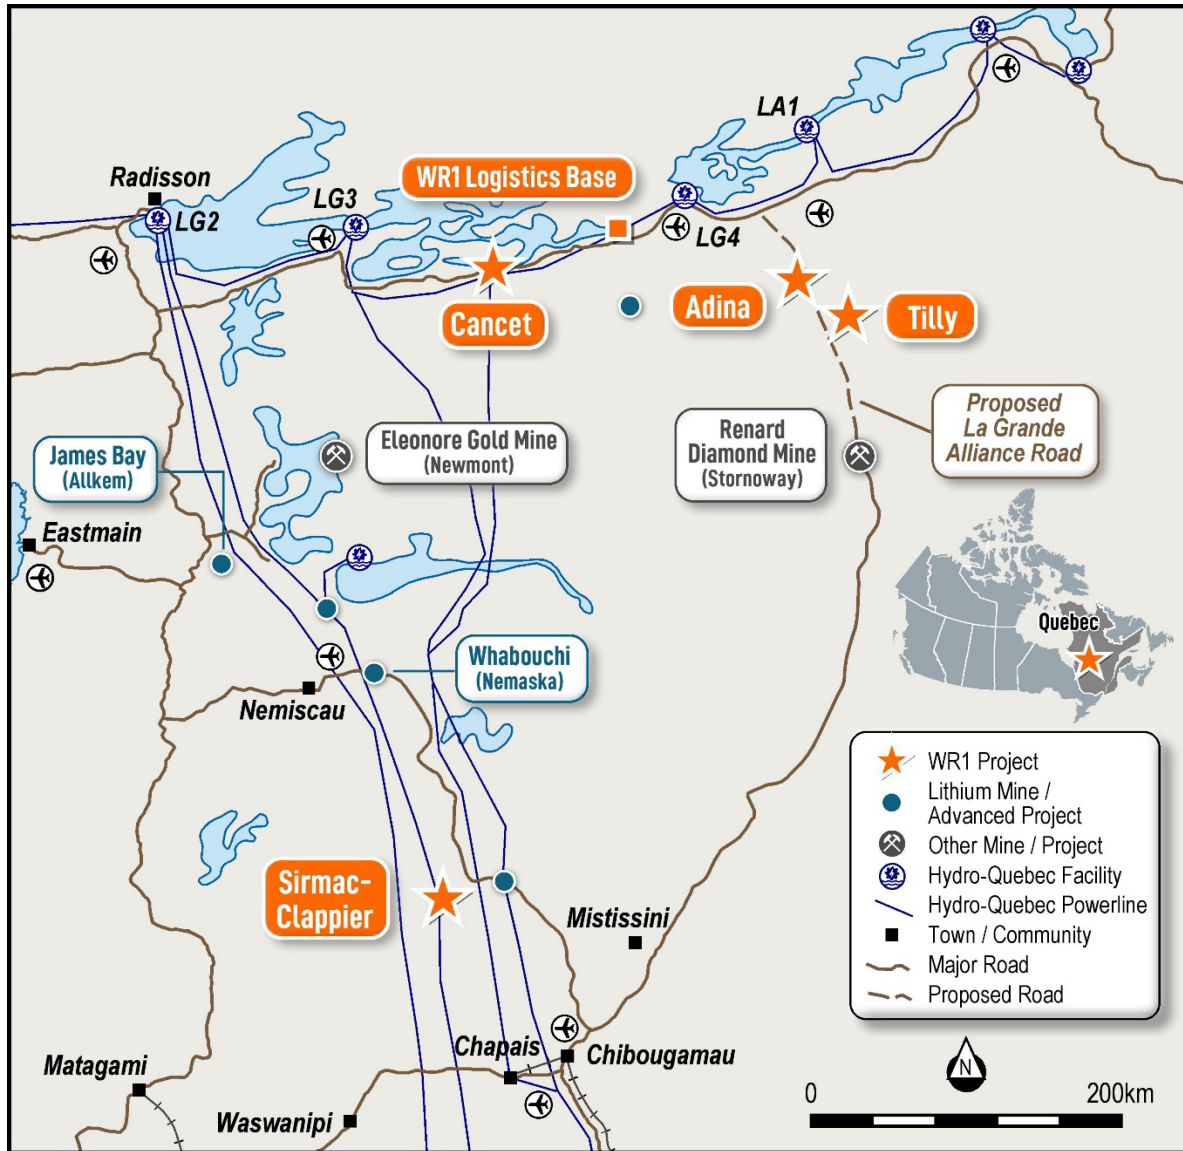 LA1
WR1 Logistics Base
Radisson
LG3
LG2
LG4
Cancet
Adina
Tilly
Proposed
La Grande
Alliance Road
Eleonore Gold Mine
(Newmont)
Renard
Diamond Mine
(Stornoway)
James Bay
(Allkem)
Eastmain
Quebec
Whabouchi
(Nemaska)
Nemiscau
Sirmac-
Clappier
Mistissini
Chapais
Chibougamau
Matagami
Waswanipi
WR1 Project
Lithium Mine /
Advanced Project
Other Mine / Project
Hydro-Quebec Facility
Hydro-Quebec Powerline
Town / Community
Major Road
Proposed Road
N
0 200km